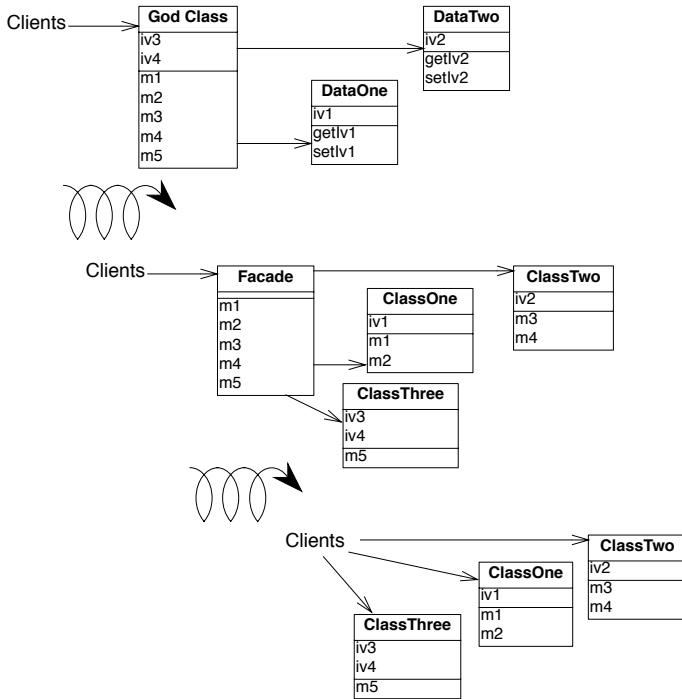 Clients
God Class
iv3
iv4
m1
m2
m3
m4
m5
DataTwo
iv2
getIv2
setIv2
DataOne
iv1
getIv1
setIv1
Clients
Facade
m1
m2
m3
m4
m5
ClassTwo
iv2
m3
m4
ClassOne
iv1
m1
m2
ClassThree
iv3
iv4
m5
Clients
ClassTwo
iv2
m3
m4
ClassOne
iv1
m1
m2
ClassThree
iv3
iv4
m5